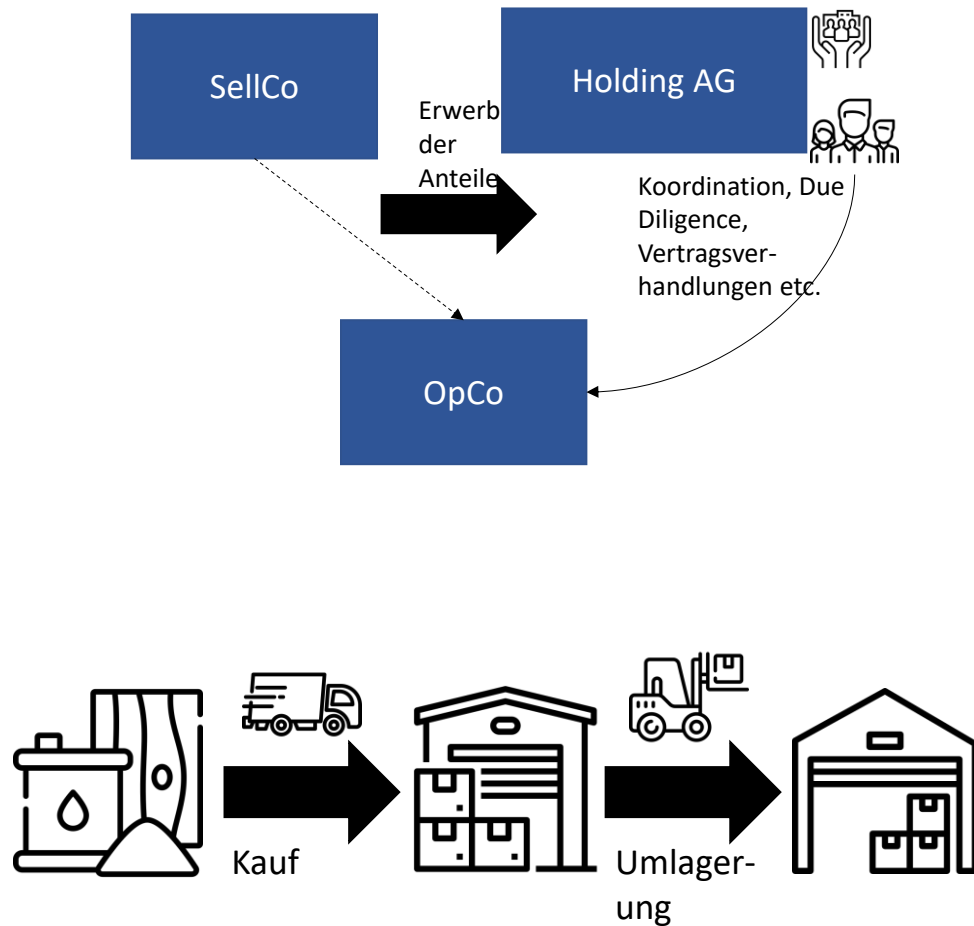 SellCo
Holding AG
Erwerb
der
Anteile
Koordination, Due
Diligence,
Vertragsver-
handlungen etc.
OpCo
Kauf
Umlager-
ung